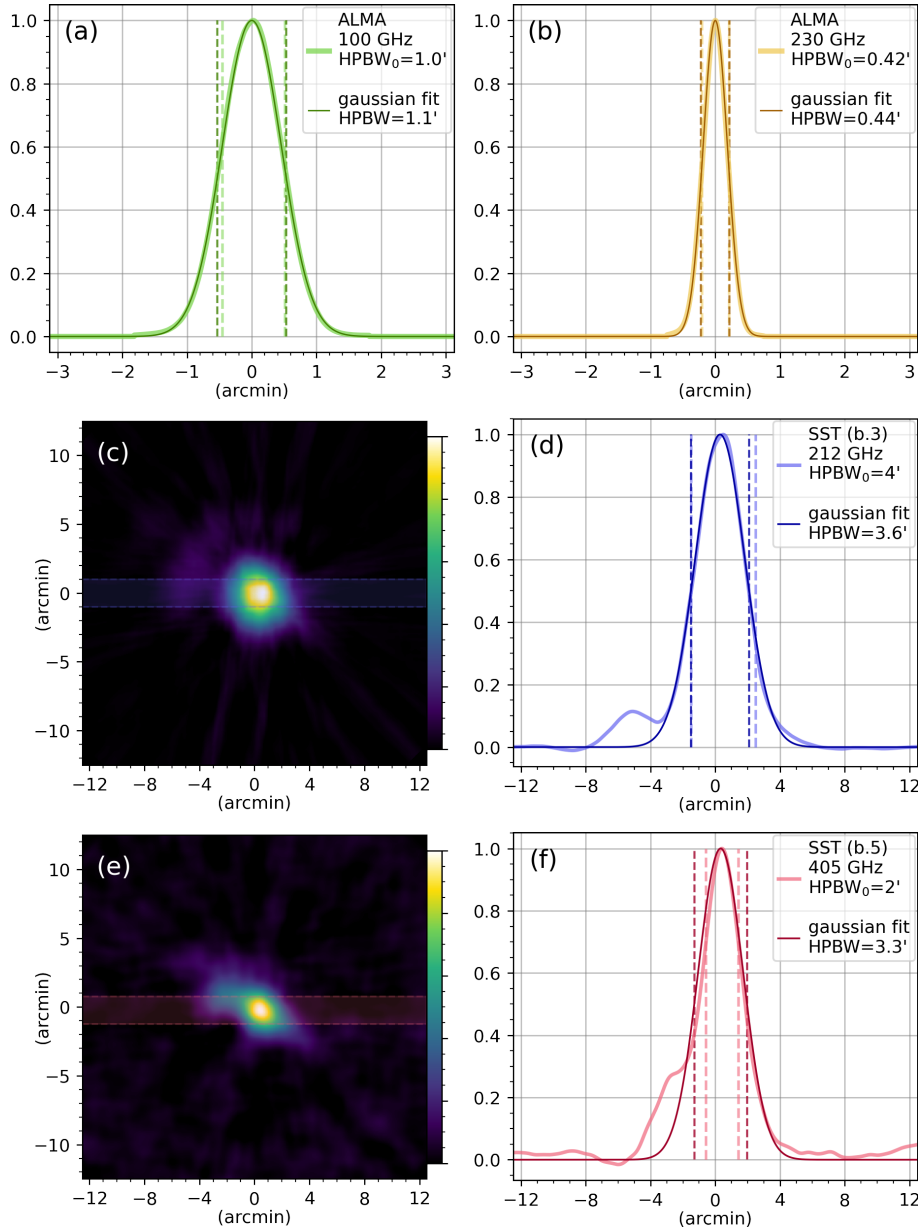 (a)
ALMA
100 GHz
HPBW₀=1.0'
gaussian fit
HPBW=1.1'
1.0
0.8
0.6
0.4
0.2
0.0
−3 −2 −1 0 1 2 3
(arcmin)
(b)
ALMA
230 GHz
HPBW₀=0.42'
gaussian fit
HPBW=0.44'
1.0
0.8
0.6
0.4
0.2
0.0
−3 −2 −1 0 1 2 3
(arcmin)
(c)
(arcmin)
10
5
0
−5
−10
−12 −8 −4 0 4 8 12
(arcmin)
(d)
SST (b.3)
212 GHz
HPBW₀=4'
gaussian fit
HPBW=3.6'
1.0
0.8
0.6
0.4
0.2
0.0
−12 −8 −4 0 4 8 12
(arcmin)
(e)
(arcmin)
10
5
0
−5
−10
−12 −8 −4 0 4 8 12
(arcmin)
(f)
SST (b.5)
405 GHz
HPBW₀=2'
gaussian fit
HPBW=3.3'
1.0
0.8
0.6
0.4
0.2
0.0
−12 −8 −4 0 4 8 12
(arcmin)